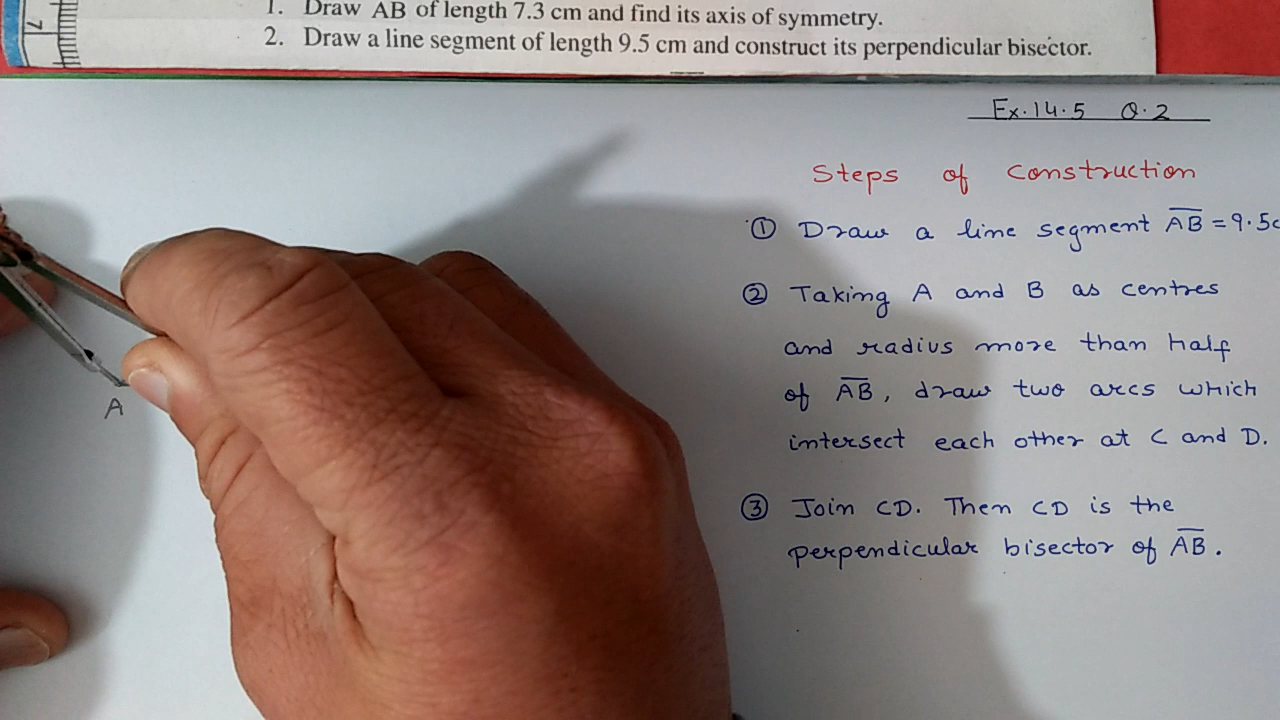 1. Draw AB of length 7.3 cm and find its axis of symmetry.
2. Draw a line segment of length 9.5 cm and construct its perpendicular bisector.
Ex.14.5 Q.2
Steps of Construction
① Draw a line segment AB = 9.5c
② Taking A and B as centres
and radius more than half
of AB, draw two arcs which
intersect each other at C and D.
③ Join CD. Then CD is the
perpendicular bisector of AB.
A
7